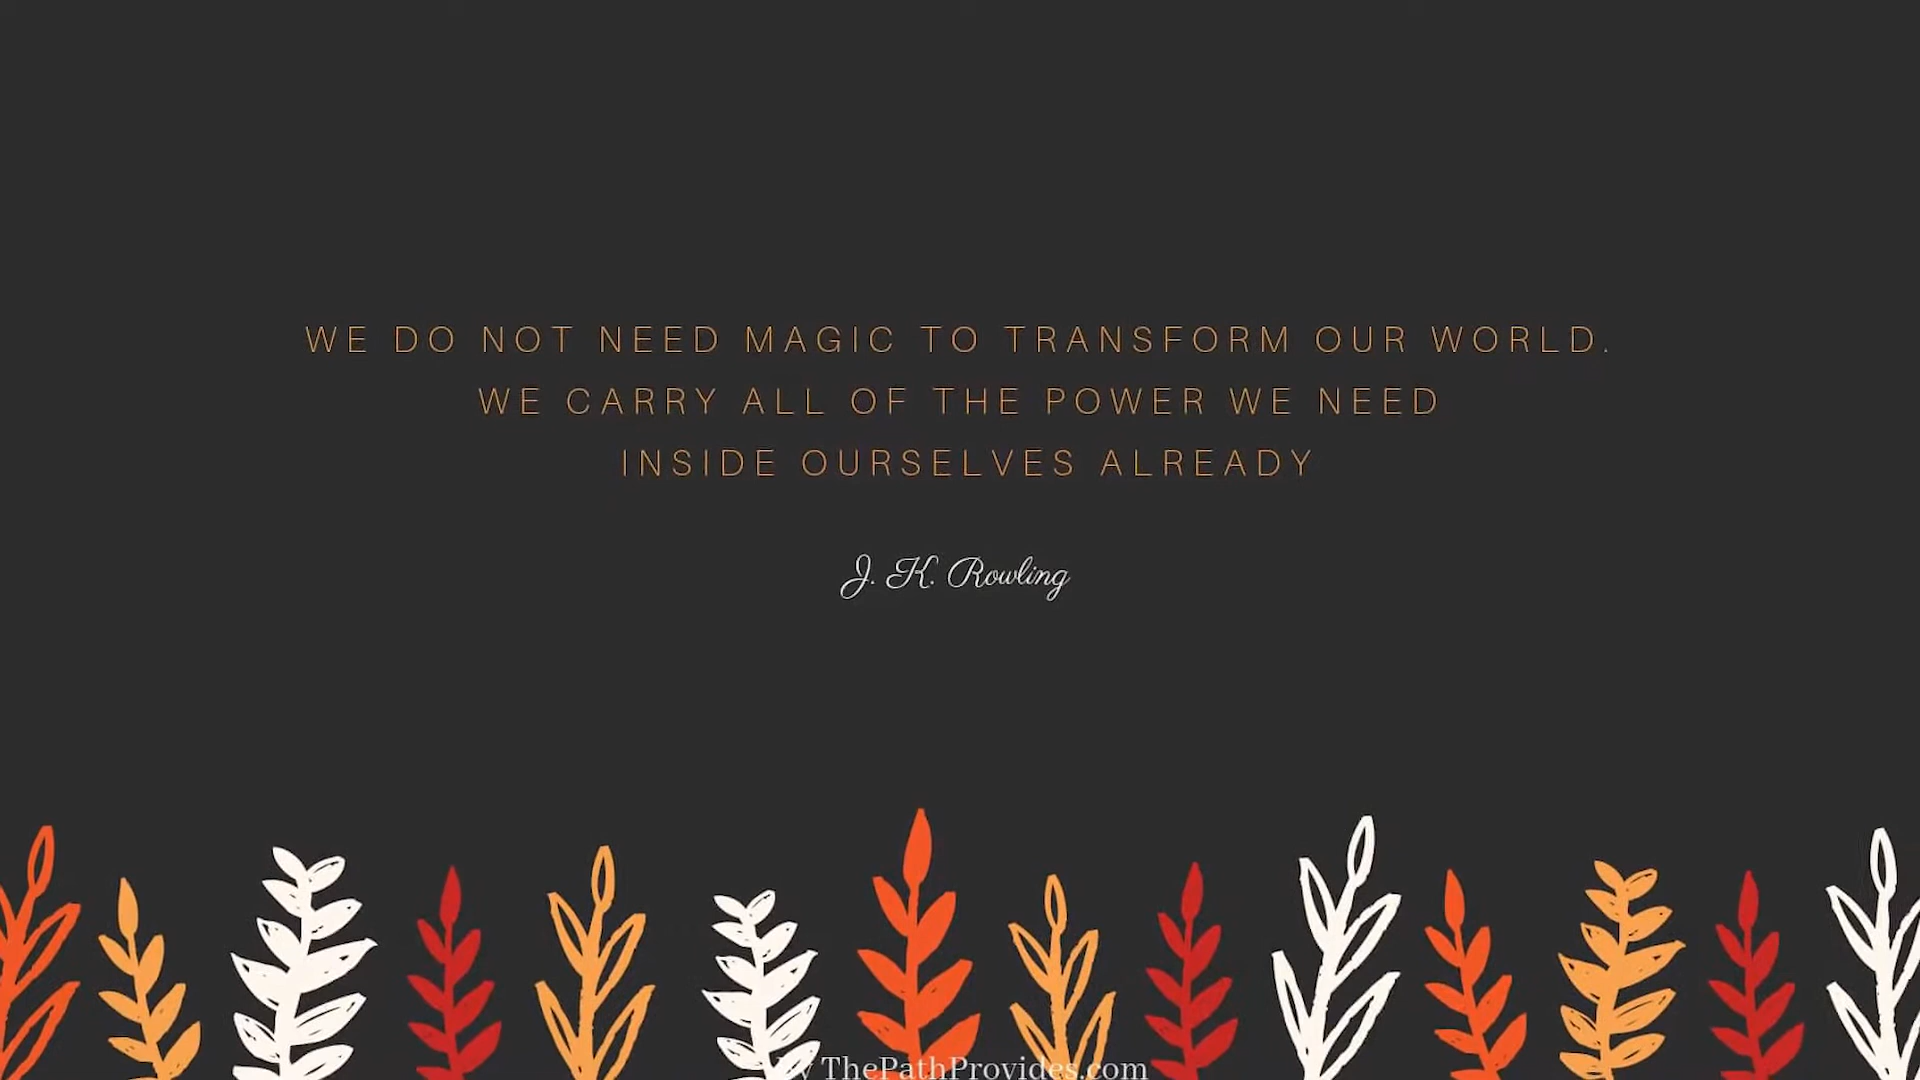 WE DO NOT NEED MAGIC TO TRANSFORM OUR WORLD.
WE CARRY ALL OF THE POWER WE NEED
INSIDE OURSELVES ALREADY
J. K. Rowling
ThePathProvides.com